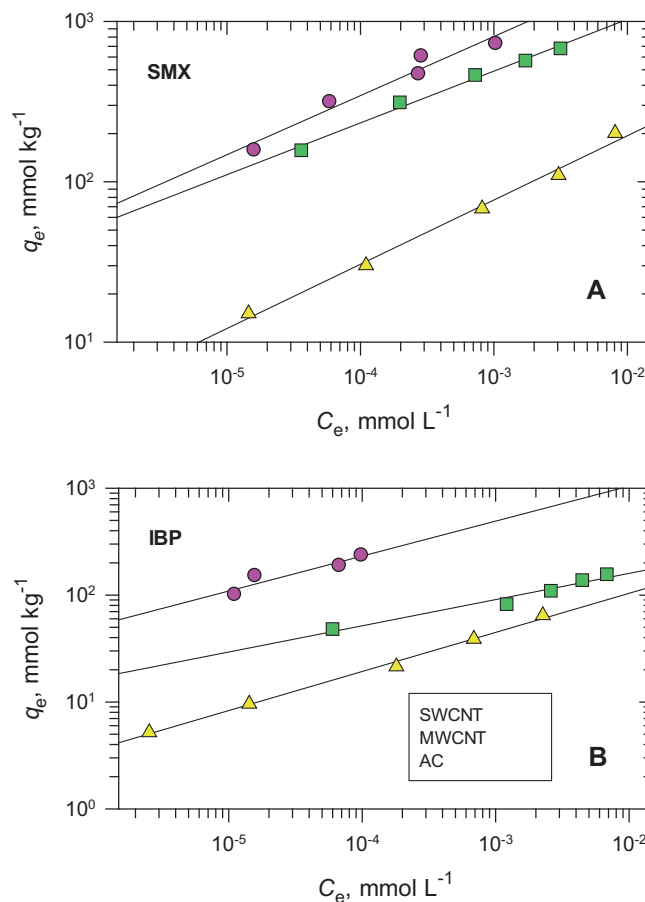 10³
SMX
10²
qₑ, mmol kg⁻¹
A
10¹
10⁻⁵ 10⁻⁴ 10⁻³ 10⁻²
Cₑ, mmol L⁻¹
10³
IBP
10²
qₑ, mmol kg⁻¹
10¹
SWCNT
MWCNT
AC
B
10⁰
10⁻⁵ 10⁻⁴ 10⁻³ 10⁻²
Cₑ, mmol L⁻¹